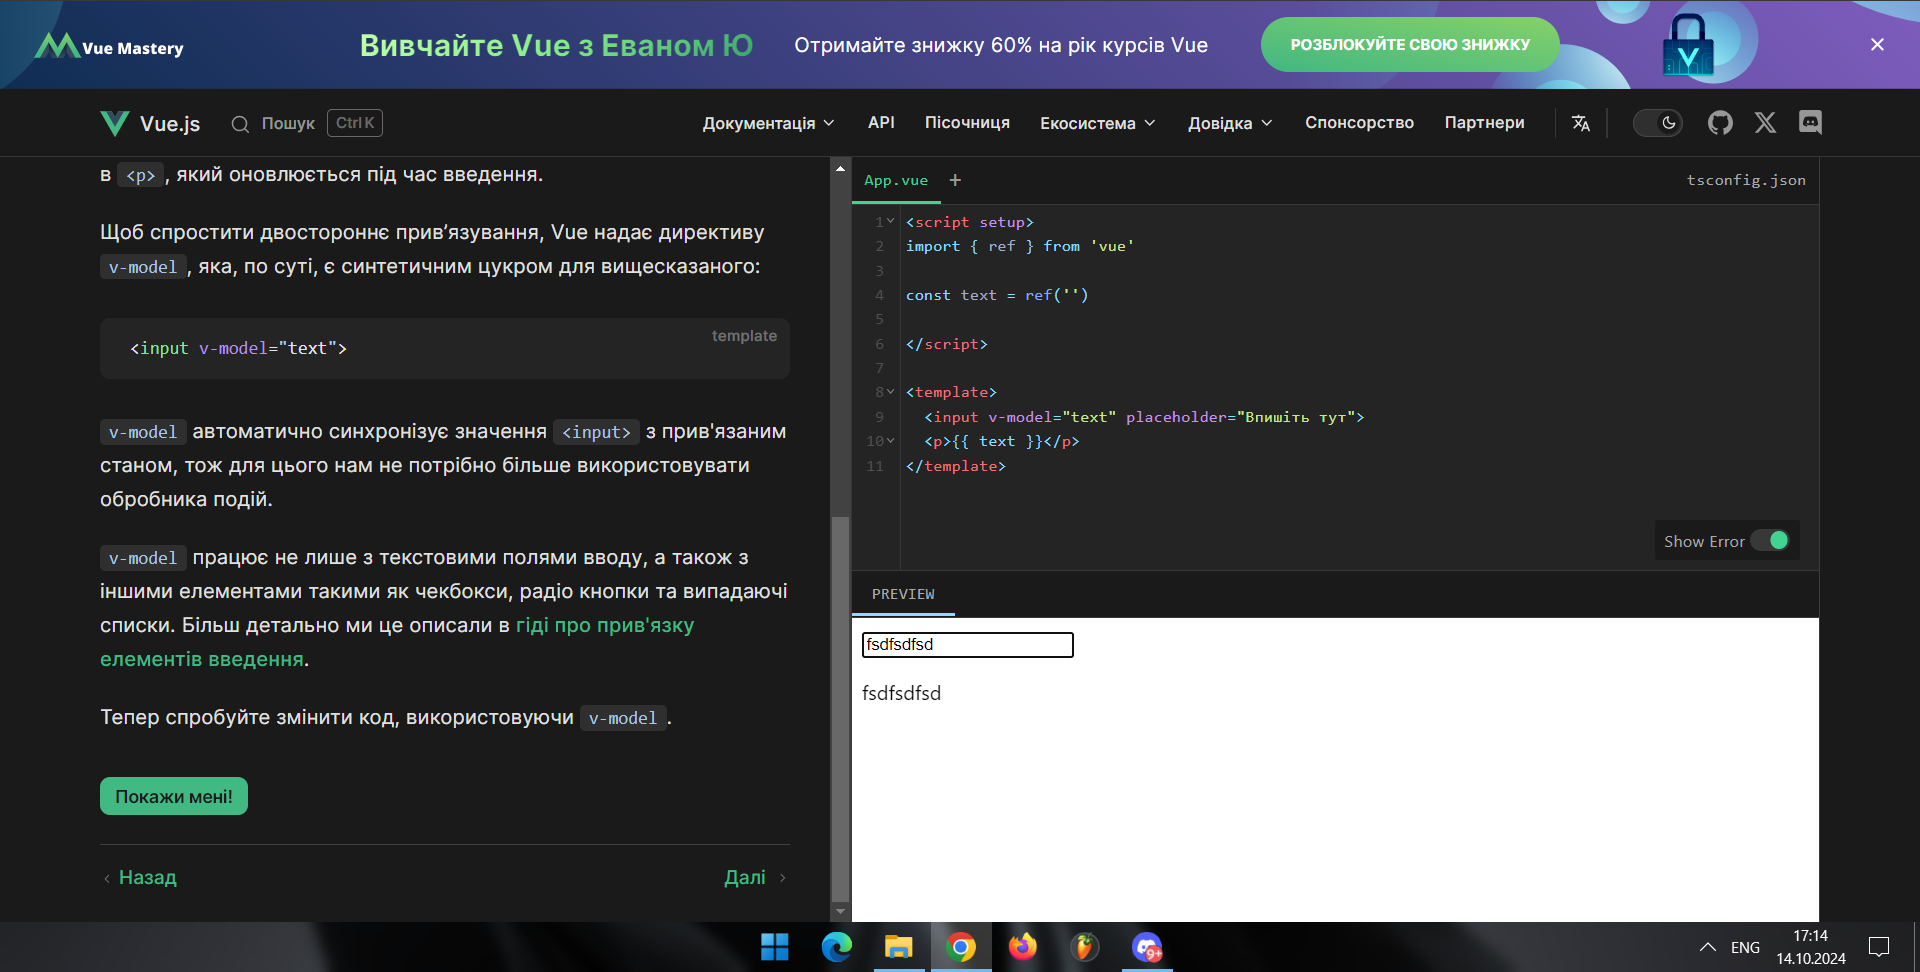 Vue Mastery
Вивчайте Vue з Еваном Ю
Отримайте знижку 60% на рік курсів Vue
РОЗБЛОКУЙТЕ СВОЮ ЗНИЖКУ
Vue.js
Пошук
Ctrl K
Документація
API
Пісочниця
Екосистема
Довідка
Спонсорство
Партнери
в <p>, який оновлюється під час введення.
Щоб спростити двостороннє прив’язування, Vue надає директиву
v-model, яка, по суті, є синтетичним цукром для вищесказаного:
template
<input v-model="text">
v-model автоматично синхронізує значення <input> з прив'язаним
станом, тож для цього нам не потрібно більше використовувати
обробника подій.
v-model працює не лише з текстовими полями вводу, а також з
іншими елементами такими як чекбокси, радіо кнопки та випадаючі
списки. Більш детально ми це описали в гіді про прив'язку
елементів введення.
Тепер спробуйте змінити код, використовуючи v-model.
Покажи мені!
Назад
Далі
App.vue
+
tsconfig.json
1 <script setup>
2 import { ref } from 'vue'
3
4 const text = ref('')
5
6 </script>
7
8 <template>
9 <input v-model="text" placeholder="Впишіть тут">
10 <p>{{ text }}</p>
11 </template>
Show Error
PREVIEW
fsdfsdfsd
fsdfsdfsd
9+
ENG
17:14
14.10.2024